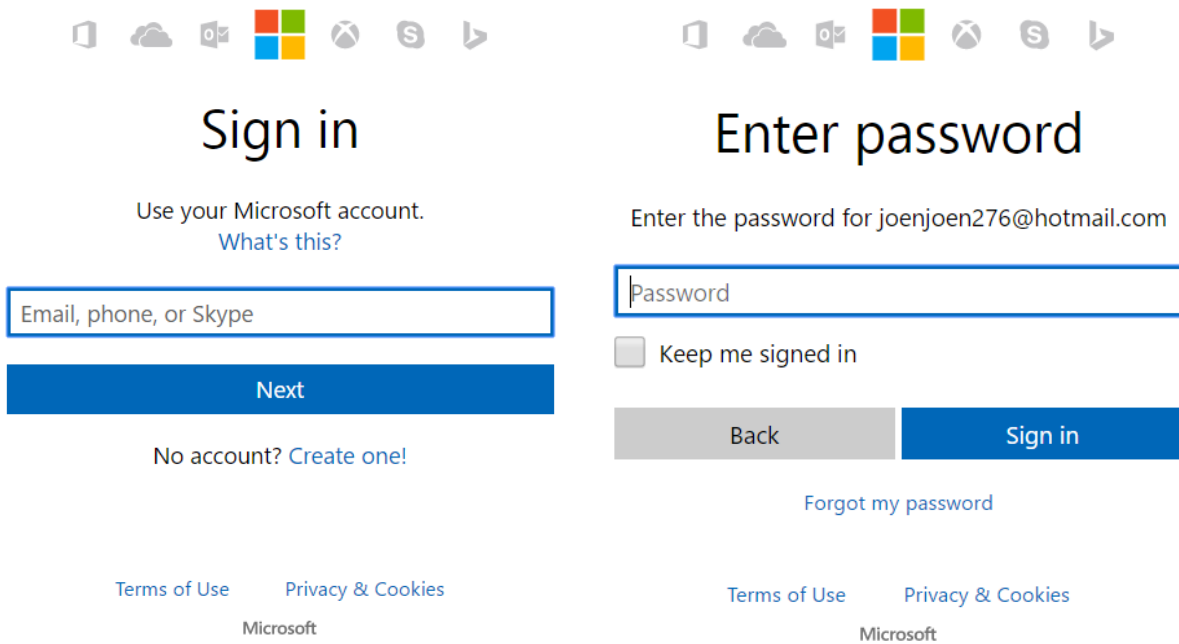 Sign in
Use your Microsoft account.
What's this?
Email, phone, or Skype
Next
No account? Create one!
Terms of Use Privacy & Cookies
Microsoft
Enter password
Enter the password for joenjoen276@hotmail.com
Password
Keep me signed in
Back Sign in
Forgot my password
Terms of Use Privacy & Cookies
Microsoft